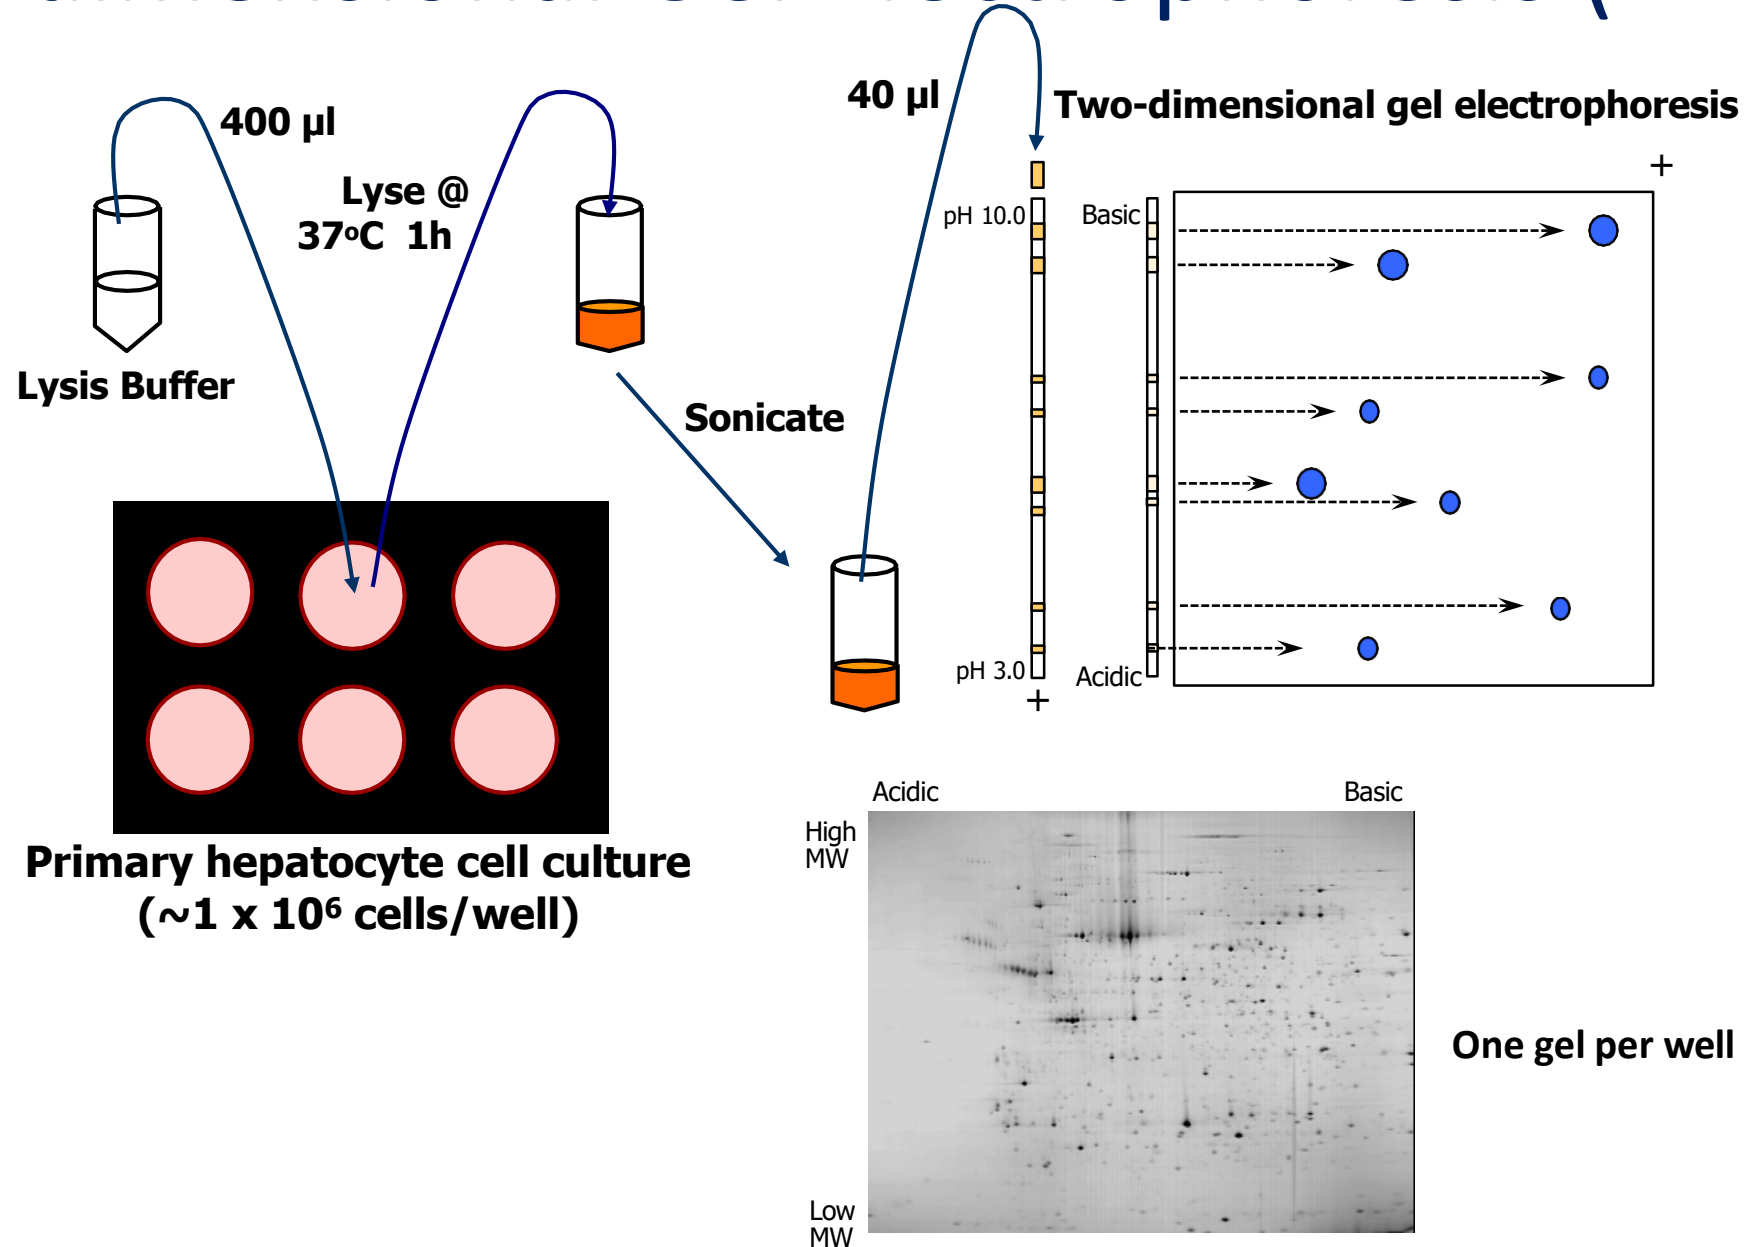 400 µl
40 µl
Two-dimensional gel electrophoresis
+
Lyse @
37ºC 1h
pH 10.0
Basic
Lysis Buffer
Sonicate
pH 3.0
Acidic
+
Primary hepatocyte cell culture
(~1 x 10⁶ cells/well)
Acidic
Basic
High
MW
One gel per well
Low
MW